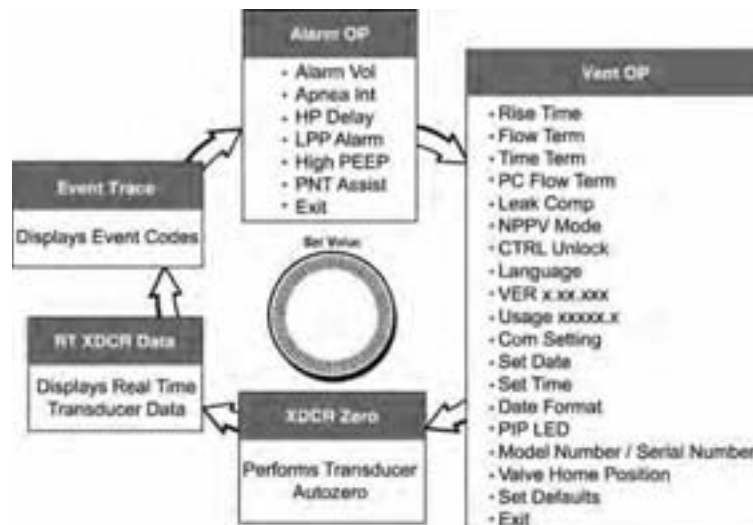 Alarm OP
• Alarm Vol
• Apnea Int
• HP Delay
• LPP Alarm
• High PEEP
• PNT Assist
• Exit
Vent OP
• Rise Time
• Flow Term
• Time Term
• PC Flow Term
• Leak Comp
• NPPV Mode
• CTRL Unlock
• Language
• VER x.xx.xxx
• Usage xxxxx.x
• Com Setting
• Set Date
• Set Time
• Date Format
• PIP LED
• Model Number / Serial Number
• Valve Home Position
• Set Defaults
• Exit
XDCR Zero
Performs Transducer
Autozero
RT XDCR Data
Displays Real Time
Transducer Data
Event Trace
Displays Event Codes
Set Value